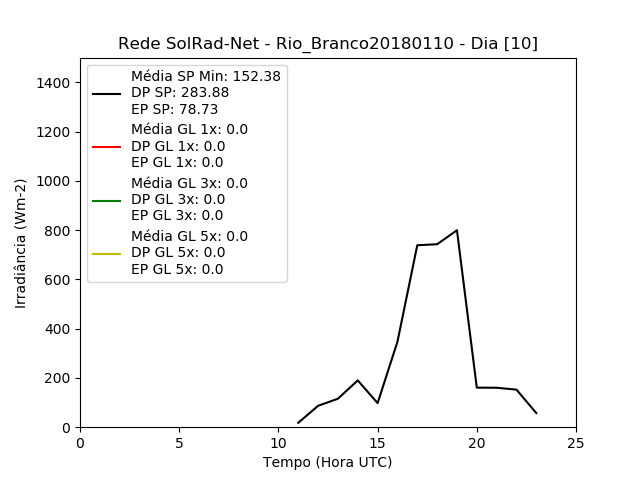 Rede SolRad-Net - Rio_Branco20180110 - Dia [10]
Média SP Min: 152.38
DP SP: 283.88
EP SP: 78.73
Média GL 1x: 0.0
DP GL 1x: 0.0
EP GL 1x: 0.0
Média GL 3x: 0.0
DP GL 3x: 0.0
EP GL 3x: 0.0
Média GL 5x: 0.0
DP GL 5x: 0.0
EP GL 5x: 0.0
Irradiância (Wm-2)
1400
1200
1000
800
600
400
200
0
0 5 10 15 20 25
Tempo (Hora UTC)